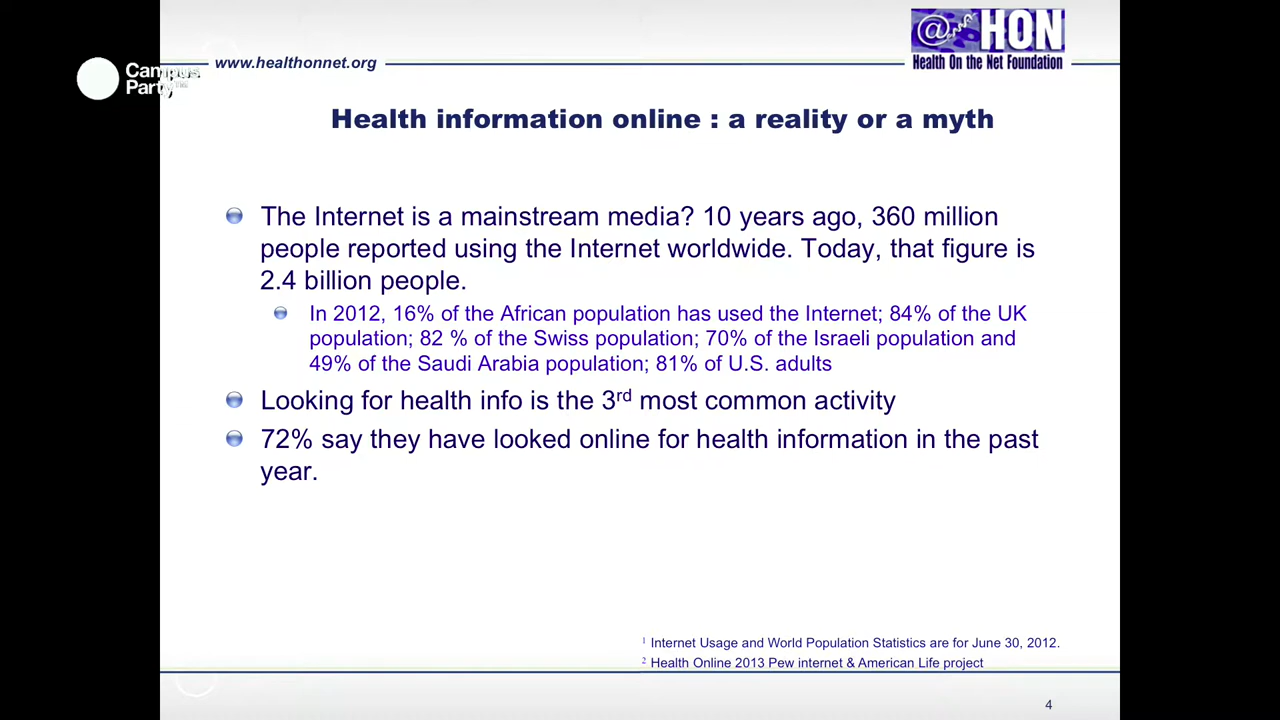 www.healthonnet.org
@ HON
Health On the Net Foundation
Campus
Party
Health information online : a reality or a myth
The Internet is a mainstream media? 10 years ago, 360 million
people reported using the Internet worldwide. Today, that figure is
2.4 billion people.
In 2012, 16% of the African population has used the Internet; 84% of the UK
population; 82 % of the Swiss population; 70% of the Israeli population and
49% of the Saudi Arabia population; 81% of U.S. adults
Looking for health info is the 3rd most common activity
72% say they have looked online for health information in the past
year.
1 Internet Usage and World Population Statistics are for June 30, 2012.
2 Health Online 2013 Pew internet & American Life project
4